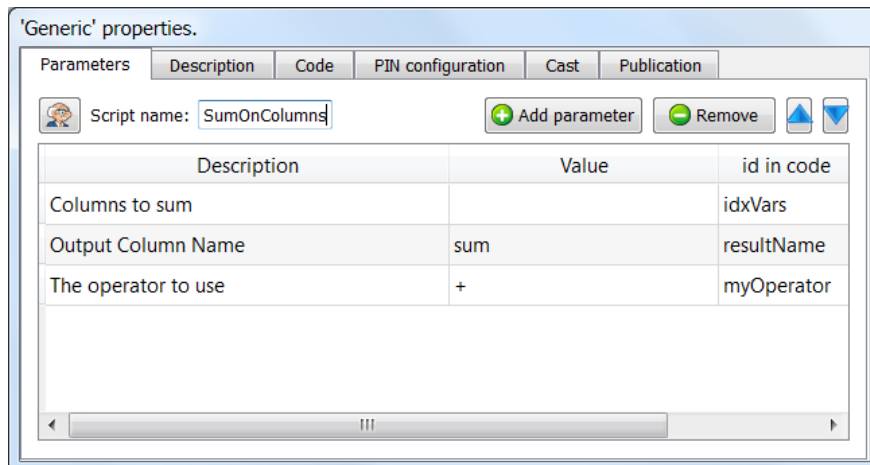 'Generic' properties.
Parameters Description Code PIN configuration Cast Publication
Script name: SumOnColumns Add parameter Remove
Description Value id in code
Columns to sum idxVars
Output Column Name sum resultName
The operator to use + myOperator